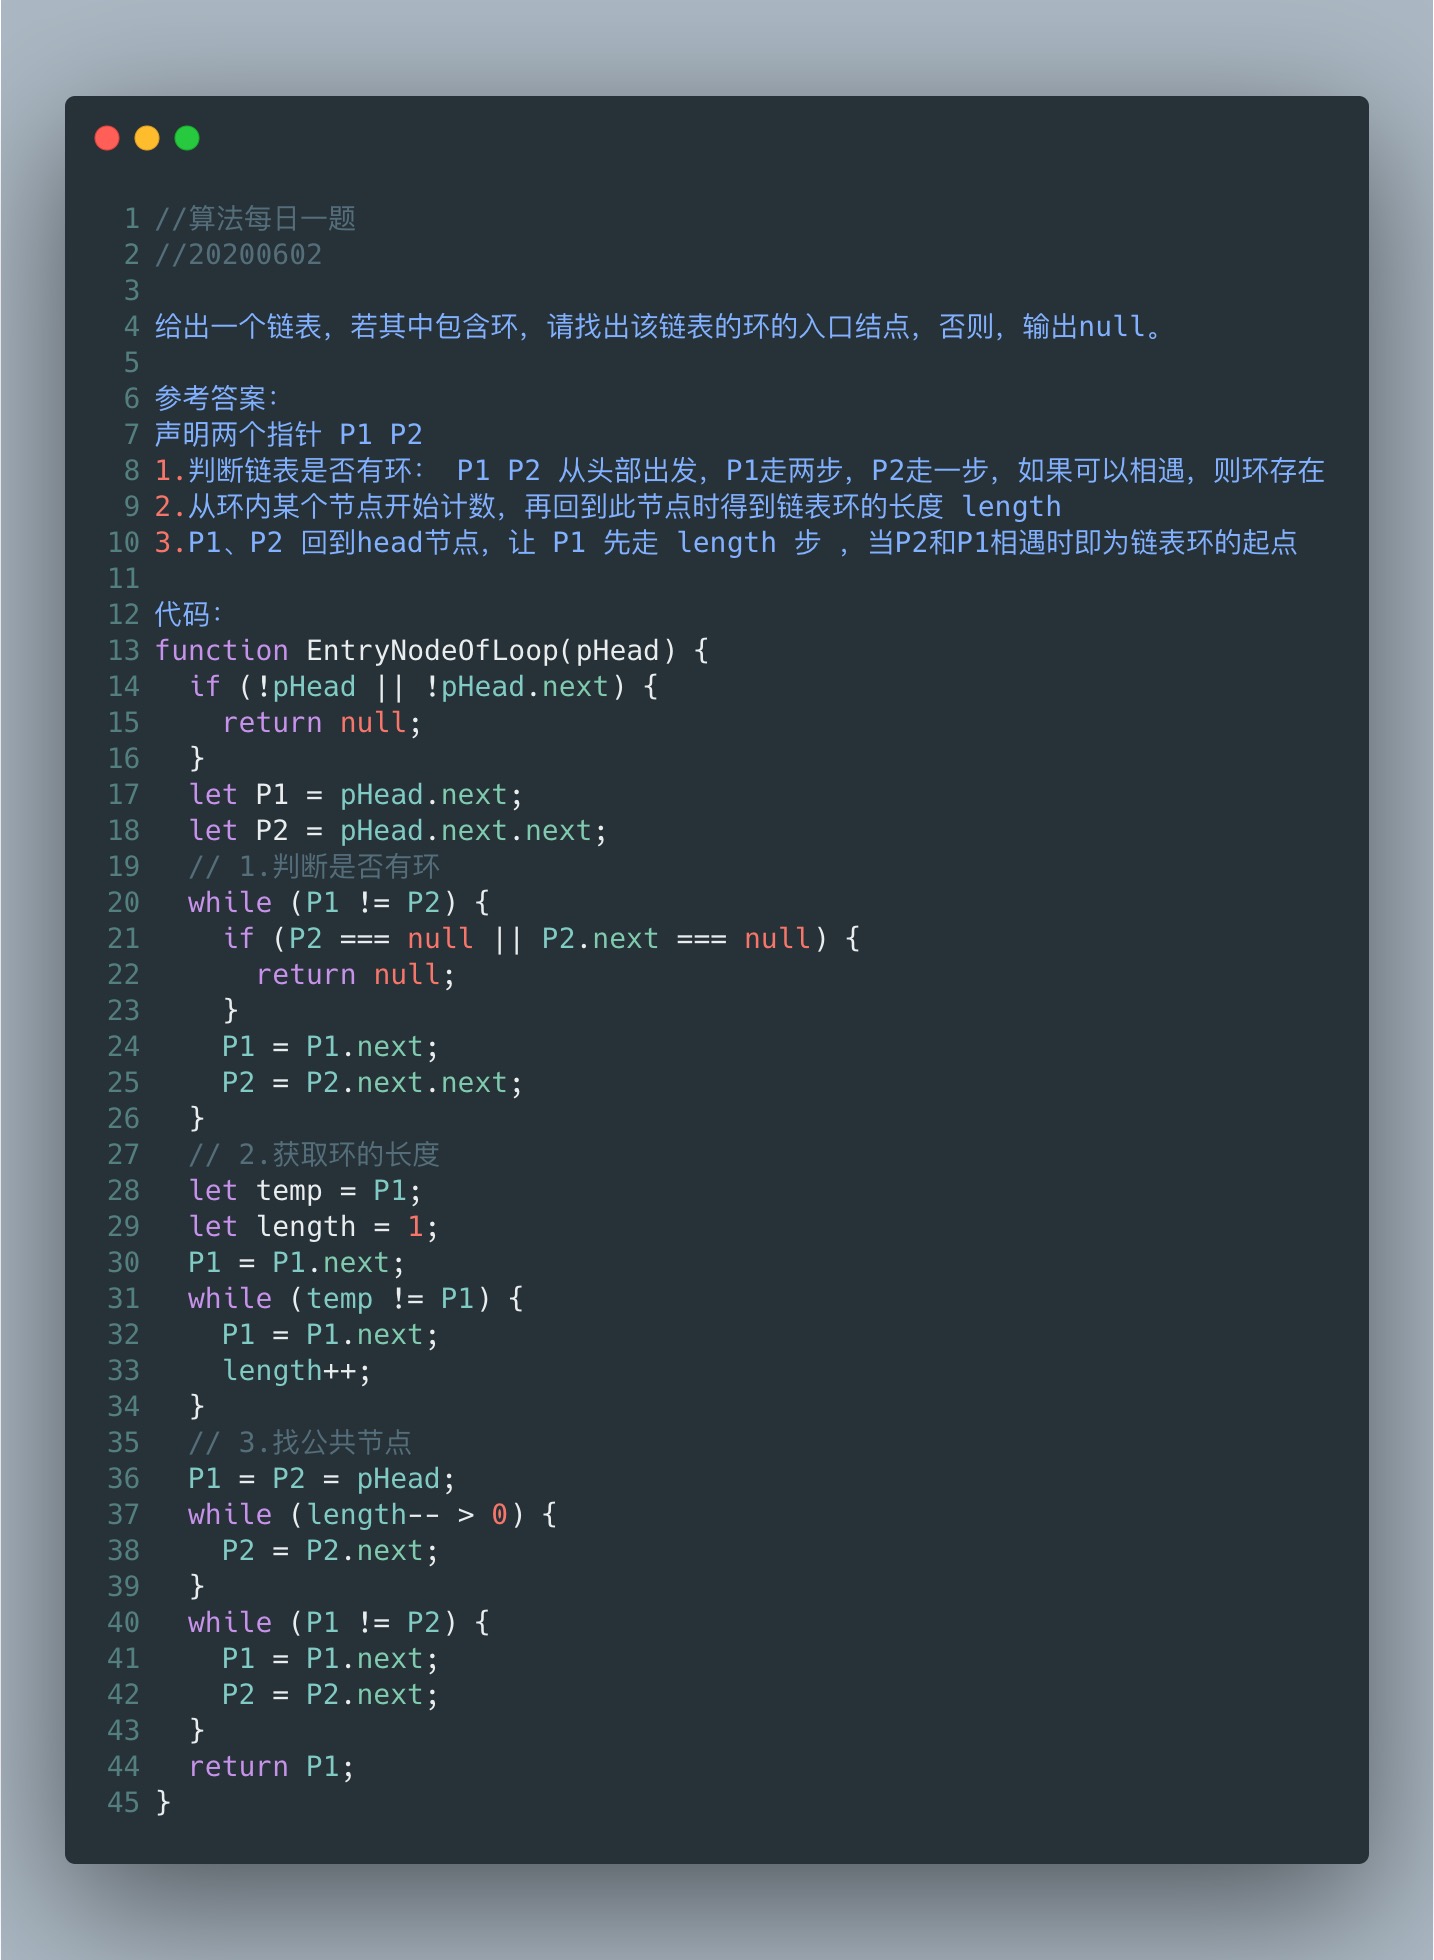 1 //算法每日一题
2 //20200602
3
4 给出一个链表，若其中包含环，请找出该链表的环的入口结点，否则，输出null。
5
6 参考答案：
7 声明两个指针 P1 P2
8 1.判断链表是否有环： P1 P2 从头部出发，P1走两步，P2走一步，如果可以相遇，则环存在
9 2.从环内某个节点开始计数，再回到此节点时得到链表环的长度 length
10 3.P1、P2 回到head节点，让 P1 先走 length 步 ，当P2和P1相遇时即为链表环的起点
11
12 代码：
13 function EntryNodeOfLoop(pHead) {
14   if (!pHead || !pHead.next) {
15     return null;
16   }
17   let P1 = pHead.next;
18   let P2 = pHead.next.next;
19   // 1.判断是否有环
20   while (P1 != P2) {
21     if (P2 === null || P2.next === null) {
22       return null;
23     }
24     P1 = P1.next;
25     P2 = P2.next.next;
26   }
27   // 2.获取环的长度
28   let temp = P1;
29   let length = 1;
30   P1 = P1.next;
31   while (temp != P1) {
32     P1 = P1.next;
33     length++;
34   }
35   // 3.找公共节点
36   P1 = P2 = pHead;
37   while (length-- > 0) {
38     P2 = P2.next;
39   }
40   while (P1 != P2) {
41     P1 = P1.next;
42     P2 = P2.next;
43   }
44   return P1;
45 }